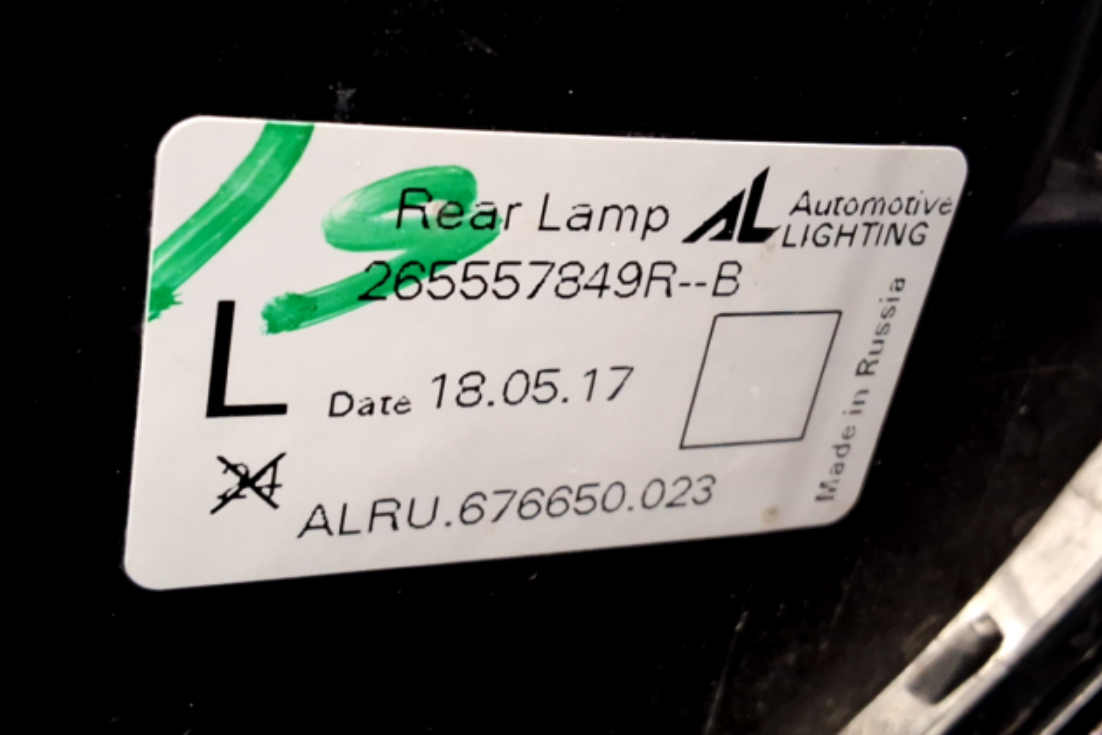 Rear Lamp AL Automotive
LIGHTING
265557849R--B
L
Date 18.05.17
24
ALRU.676650.023
Made in Russia